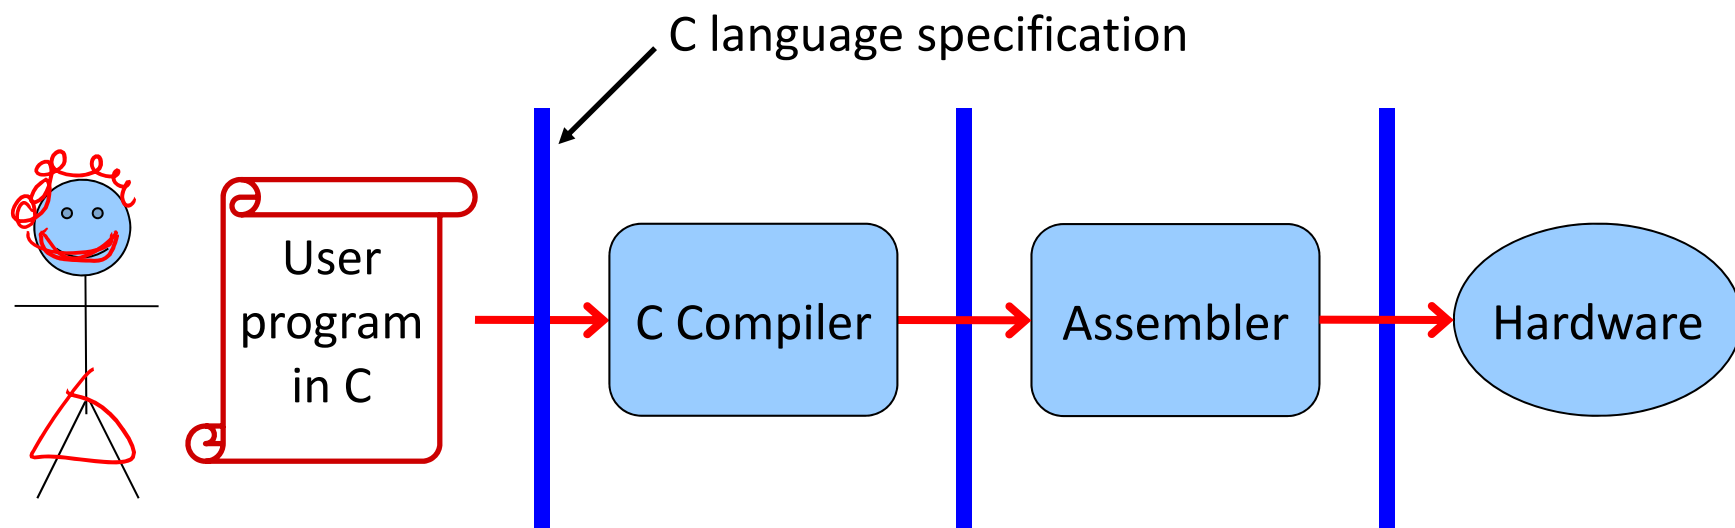 C language specification
User
program
in C
C Compiler
Assembler
Hardware